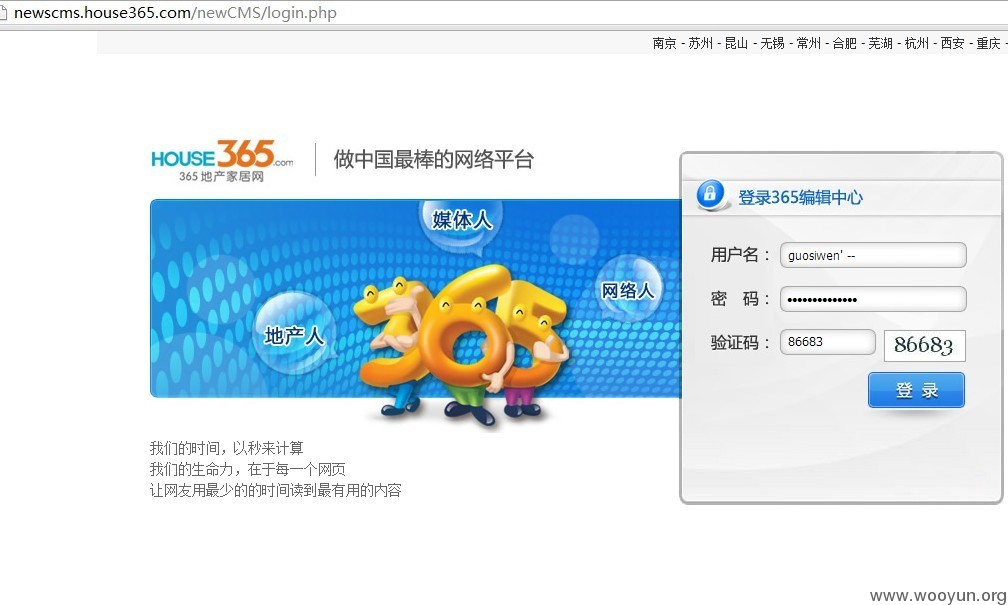 newscms.house365.com/newCMS/login.php
南京 - 苏州 - 昆山 - 无锡 - 常州 - 合肥 - 芜湖 - 杭州 - 西安 - 重庆 -
HOUSE365.com
365 地产家居网
做中国最棒的网络平台
媒体人
网络人
地产人
365
登录365编辑中心
用户名： guosiwen' --
密 码： ••••••••••••••
验证码： 86683 86683
登 录
我们的时间，以秒来计算
我们的生命力，在于每一个网页
让网友用最少的的时间读到最有用的内容
www.wooyun.org